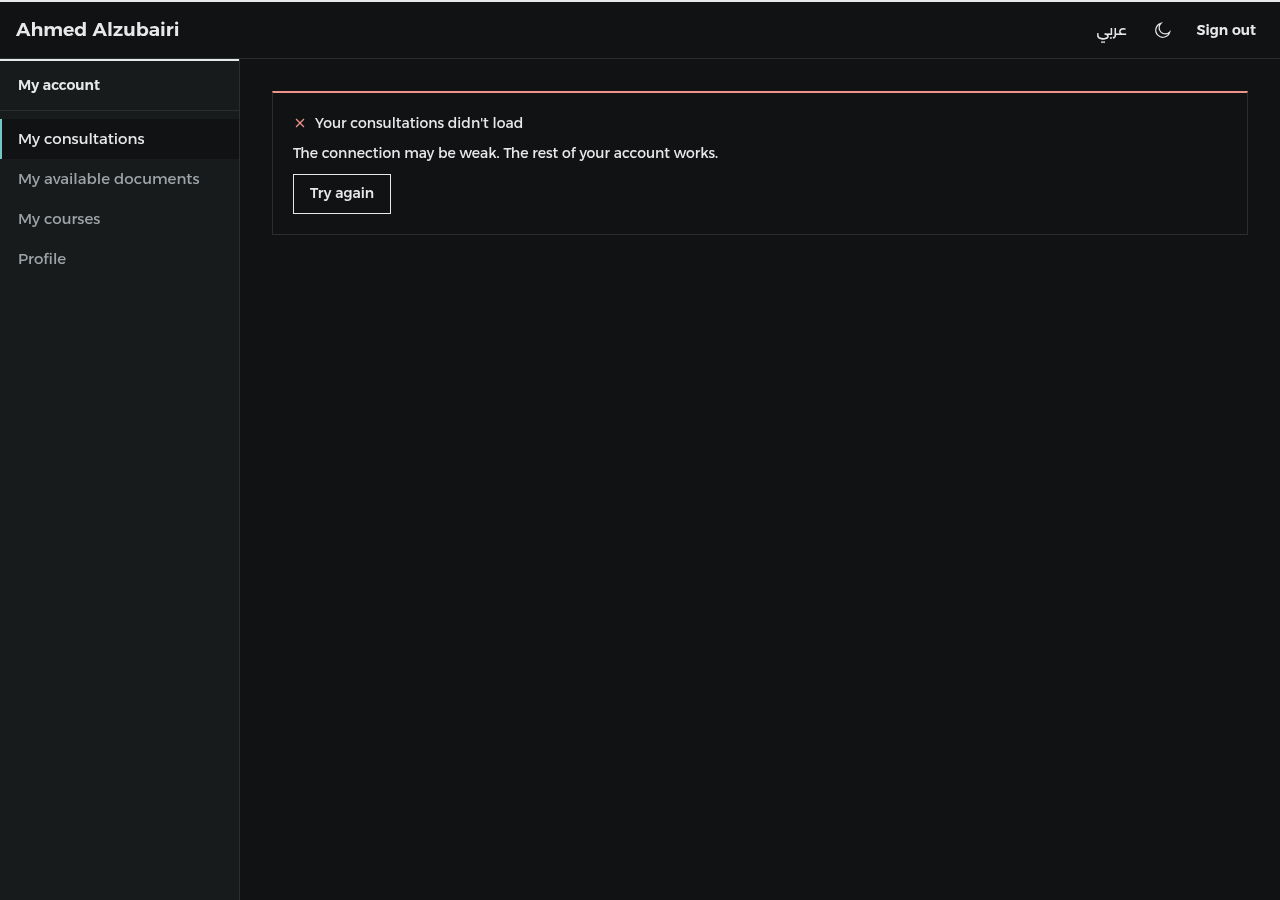 Ahmed Alzubairi
عربي
Sign out
My account
My consultations
My available documents
My courses
Profile
Your consultations didn't load
The connection may be weak. The rest of your account works.
Try again